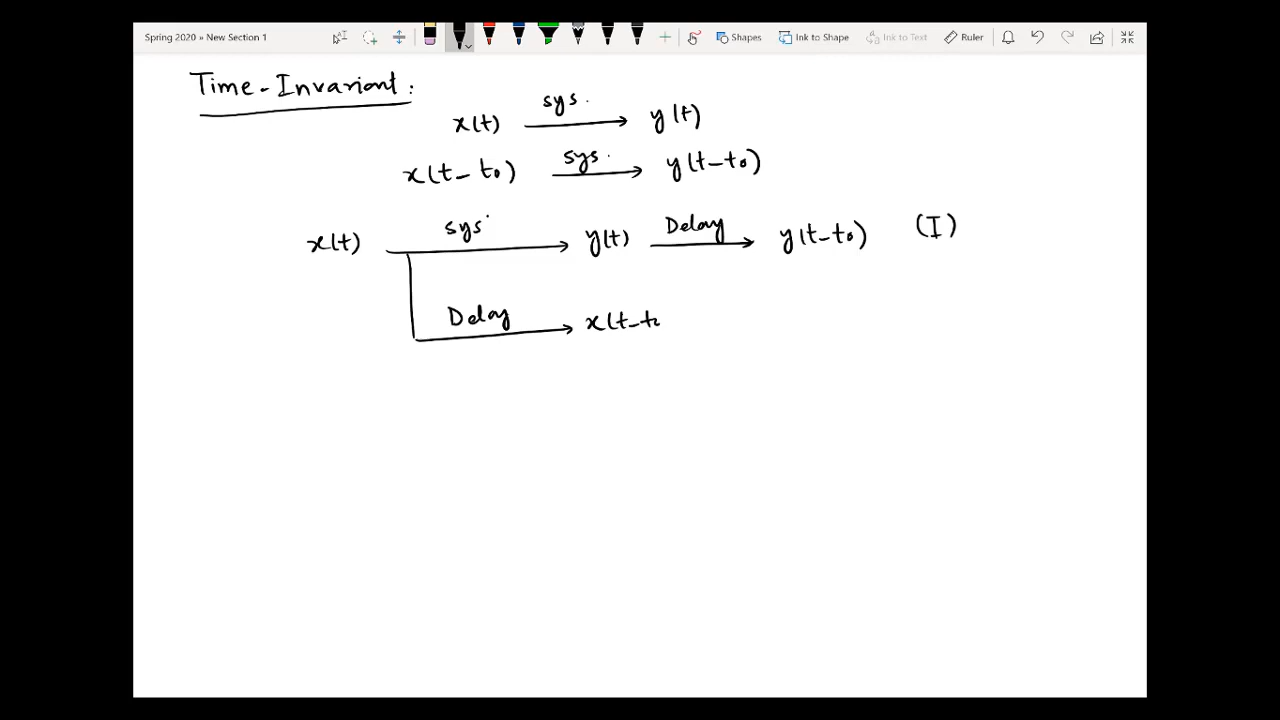 Spring 2020 » New Section 1 Shapes Ink to Shape Ink to Text Ruler
Time-Invariant:
x(t) sys. y(t)
x(t-t₀) sys. y(t-t₀)
x(t) sys y(t) Delay y(t-t₀) (I)
Delay x(t-t₀